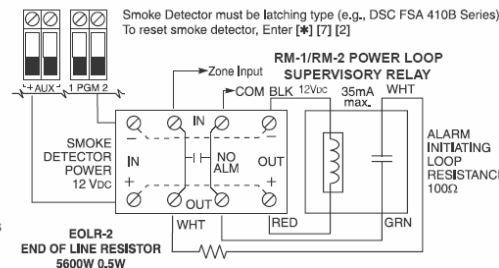 Smoke Detector must be latching type (e.g., DSC FSA 410B Series)
To reset smoke detector, Enter [✱] [7] [2]
RM-1/RM-2 POWER LOOP
SUPERVISORY RELAY
Zone Input
COM BLK 12VDC 35mA max. WHT
+ AUX - 1 PGM 2
IN
SMOKE
DETECTOR
POWER
12 VDC
- -
IN NO ALM OUT
+ +
OUT
ALARM
INITIATING
LOOP
RESISTANCE
100Ω
WHT RED GRN
EOLR-2
END OF LINE RESISTOR
5600W 0.5W